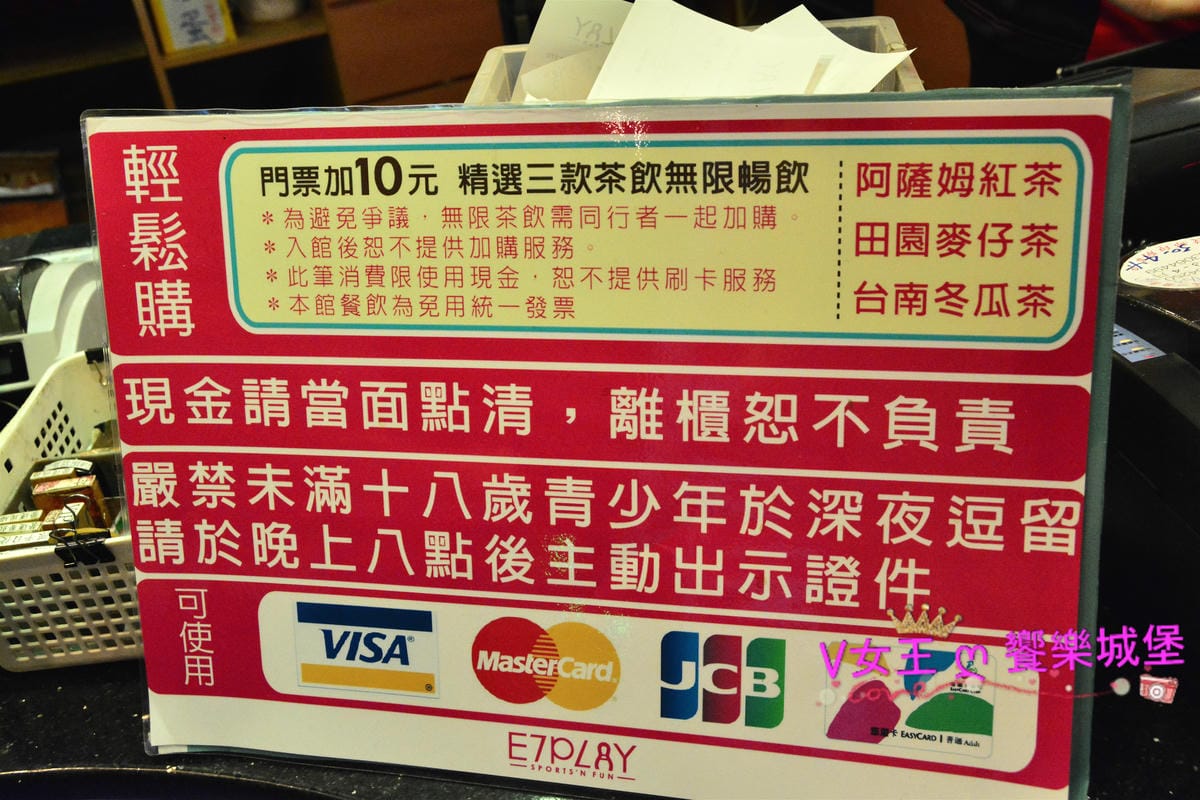 輕鬆購
門票加10元 精選三款茶飲無限暢飲
*為避免爭議，無限茶飲需同行者一起加購。
*入館後恕不提供加購服務。
*此筆消費限使用現金，恕不提供刷卡服務
*本館餐飲為免用統一發票
阿薩姆紅茶
田園麥仔茶
台南冬瓜茶
現金請當面點清，離櫃恕不負責
嚴禁未滿十八歲青少年於深夜逗留
請於晚上八點後主動出示證件
可使用
VISA
MasterCard
JCB
EASYCARD | 普通 Adult
V女王ღ饗樂城堡
E7PLAY
SPORTS'N FUN